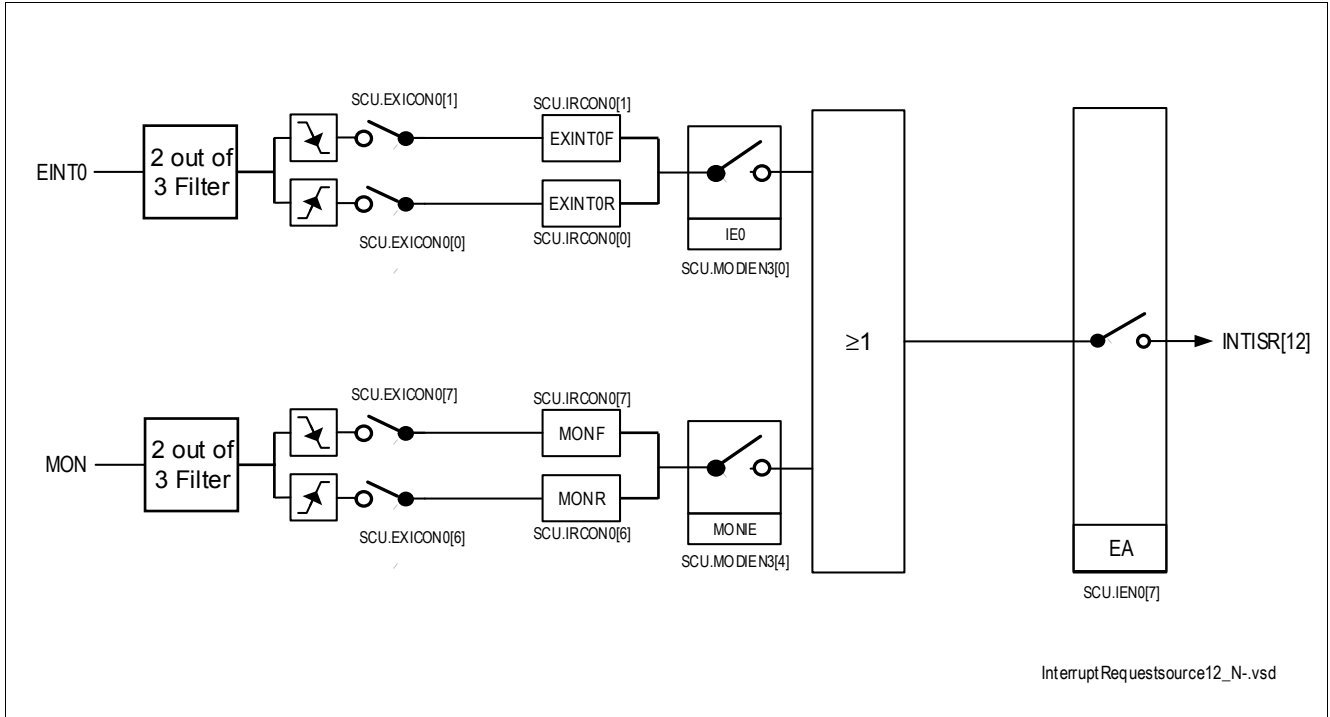 SCU.EXICON0[1]
SCU.IRCON0[1]
EINT0
2 out of
3 Filter
EXINT0F
EXINT0R
SCU.EXICON0[0]
SCU.IRCON0[0]
IE0
SCU.MODIEN3[0]
≥1
INTISR[12]
SCU.EXICON0[7]
SCU.IRCON0[7]
MON
2 out of
3 Filter
MONF
MONR
SCU.EXICON0[6]
SCU.IRCON0[6]
MONIE
SCU.MODIEN3[4]
EA
SCU.IEN0[7]
InterruptRequestsource12_N-.vsd